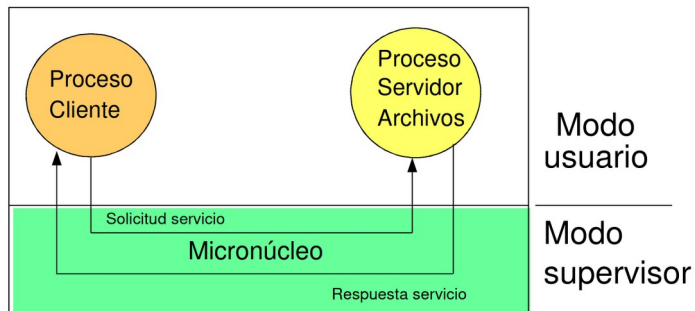 Proceso
Cliente
Proceso
Servidor
Archivos
Modo
usuario
Solicitud servicio
Micronúcleo
Respuesta servicio
Modo
supervisor